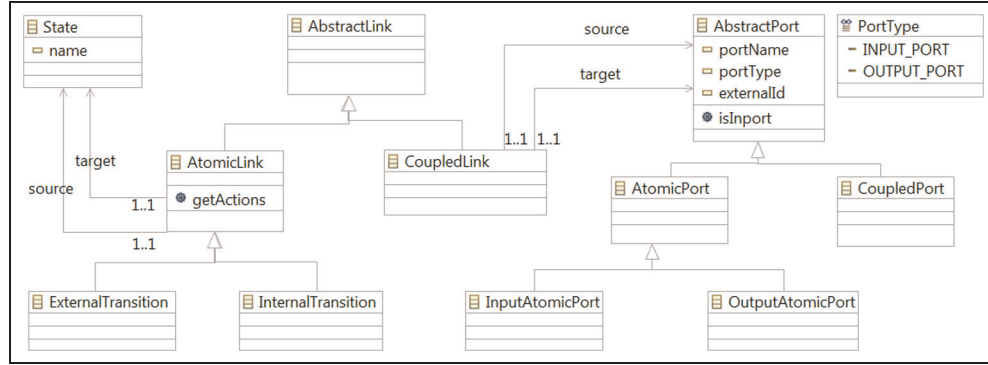 State
name
AbstractLink
source
target
AbstractPort
portName
portType
externalId
isInport
PortType
INPUT_PORT
OUTPUT_PORT
target
source
1..1
1..1
AtomicLink
getActions
CoupledLink
1..1
1..1
AtomicPort
CoupledPort
ExternalTransition
InternalTransition
InputAtomicPort
OutputAtomicPort